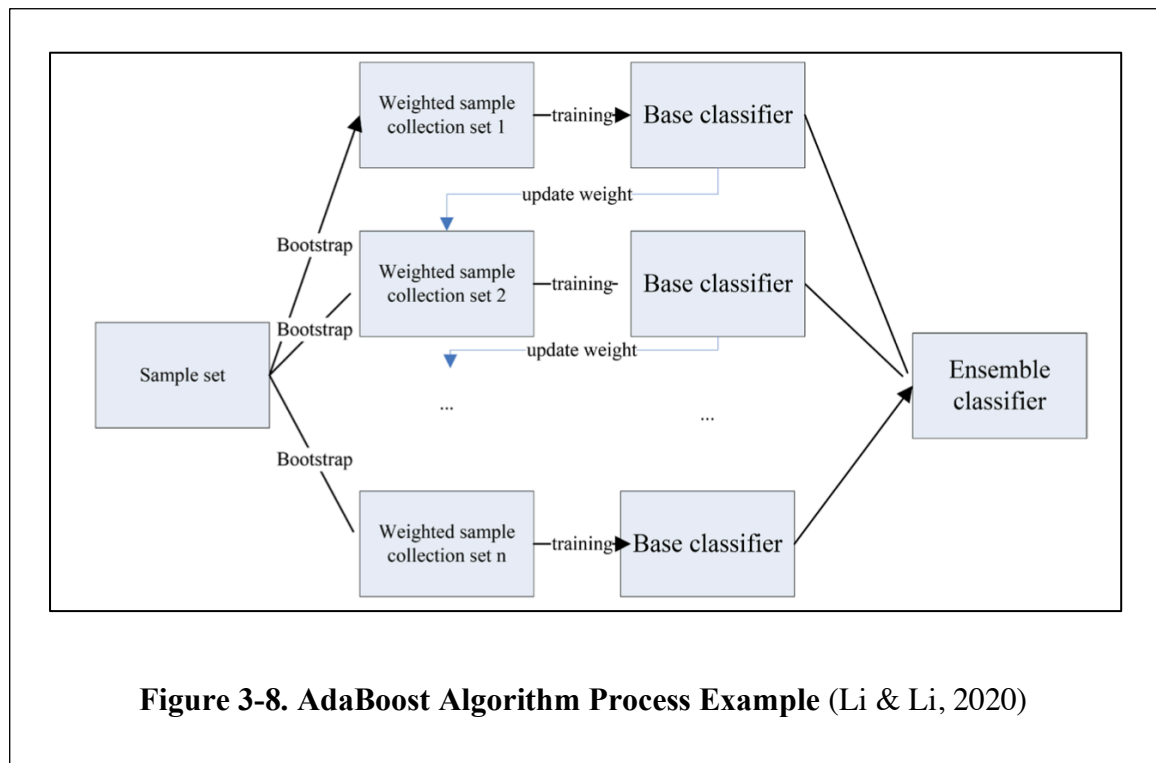 Weighted sample
collection set 1
training
Base classifier
update weight
Bootstrap
Weighted sample
collection set 2
training
Base classifier
Bootstrap
update weight
Sample set
Ensemble
classifier
...
...
Bootstrap
Weighted sample
collection set n
training
Base classifier
Figure 3-8. AdaBoost Algorithm Process Example (Li & Li, 2020)